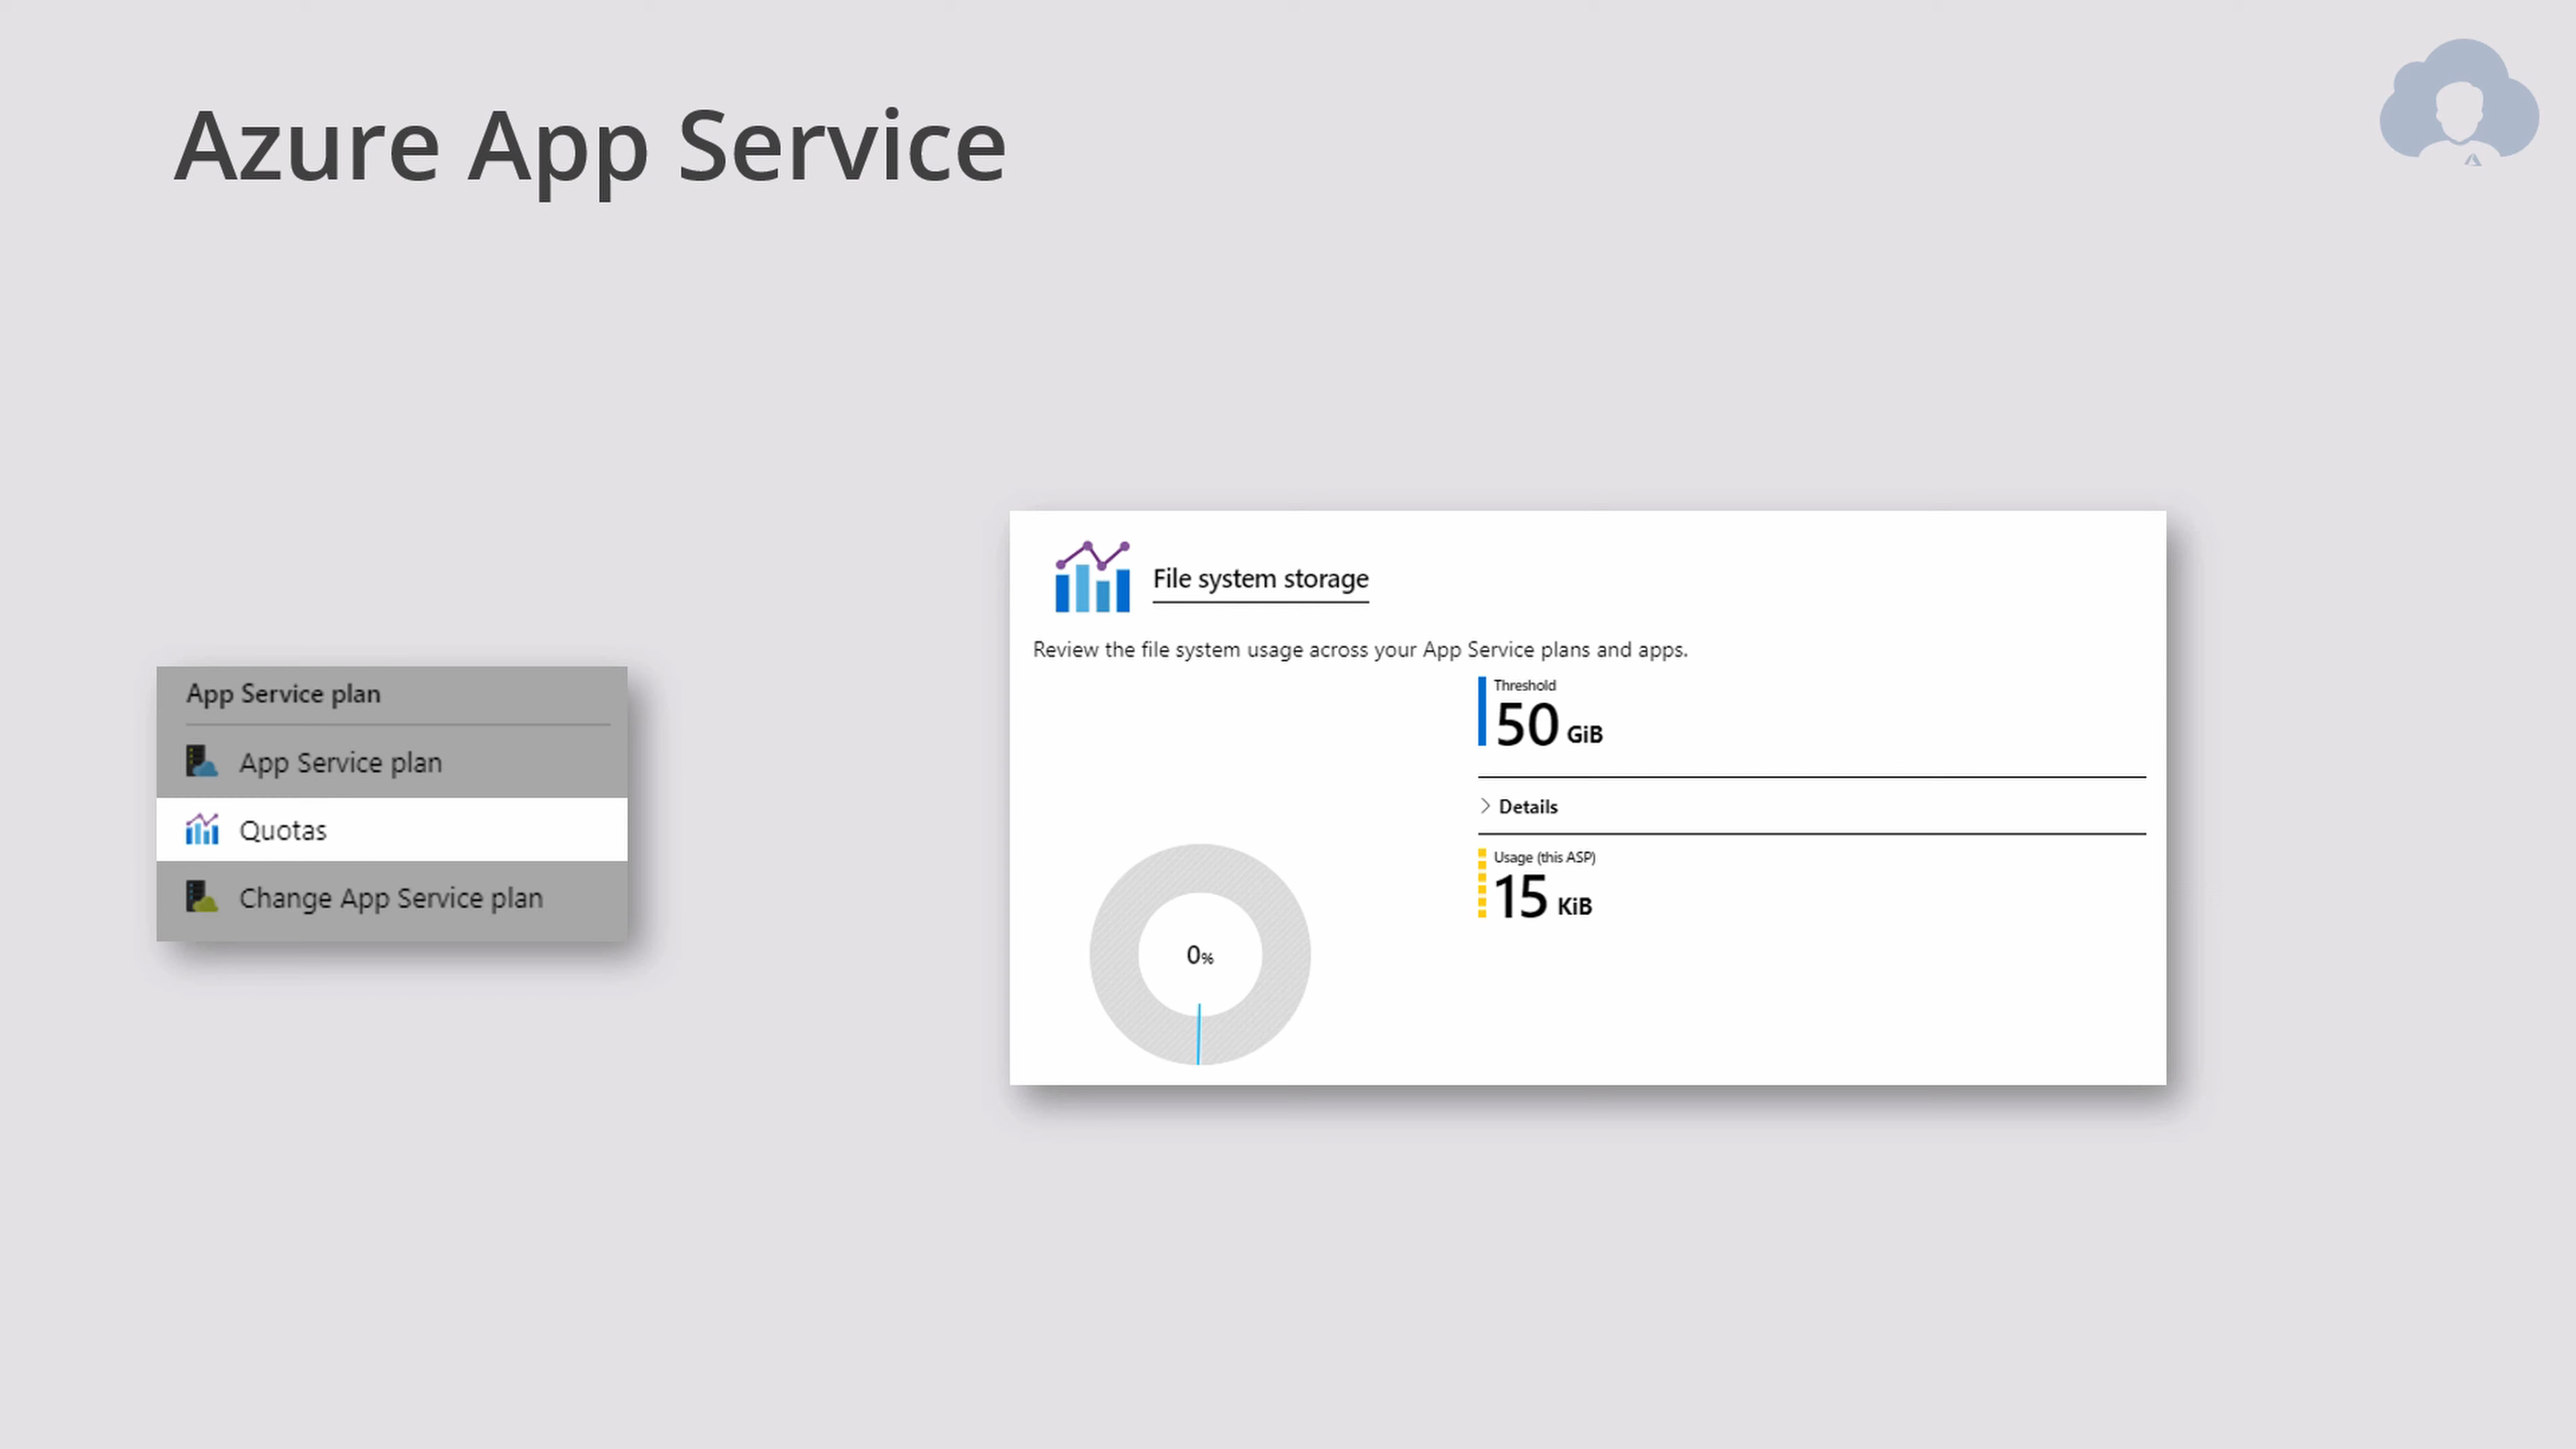 Azure App Service
App Service plan
App Service plan
Quotas
Change App Service plan
File system storage
Review the file system usage across your App Service plans and apps.
Threshold
50 GiB
Details
Usage (this ASP)
15 KiB
0%